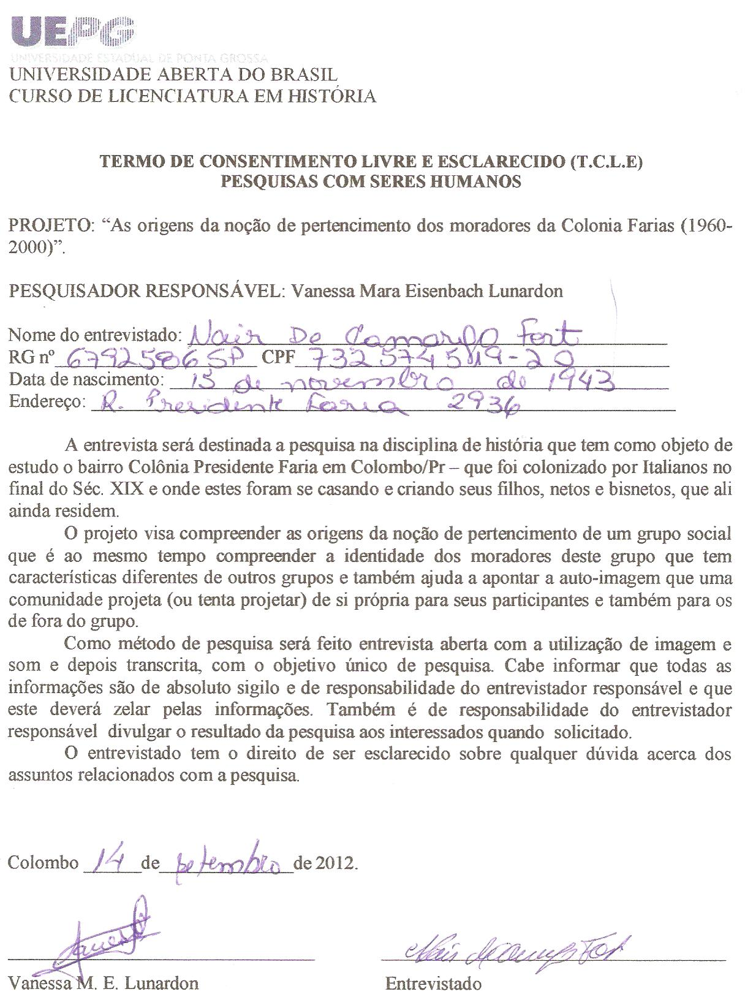 UEPG
UNIVERSIDADE ESTADUAL DE PONTA GROSSA
UNIVERSIDADE ABERTA DO BRASIL
CURSO DE LICENCIATURA EM HISTÓRIA
TERMO DE CONSENTIMENTO LIVRE E ESCLARECIDO (T.C.L.E)
PESQUISAS COM SERES HUMANOS
PROJETO: “As origens da noção de pertencimento dos moradores da Colonia Farias (1960-
2000)”.
PESQUISADOR RESPONSÁVEL: Vanessa Mara Eisenbach Lunardon
Nome do entrevistado: Nair De Camargo Fort
RG nº 67925865P CPF
Data de nascimento: 15 de novembro de 1943
Endereço: R. Presidente Faria 2936
A entrevista será destinada a pesquisa na disciplina de história que tem como objeto de
estudo o bairro Colônia Presidente Faria em Colombo/Pr – que foi colonizado por Italianos no
final do Séc. XIX e onde estes foram se casando e criando seus filhos, netos e bisnetos, que ali
ainda residem.
O projeto visa compreender as origens da noção de pertencimento de um grupo social
que é ao mesmo tempo compreender a identidade dos moradores deste grupo que tem
características diferentes de outros grupos e também ajuda a apontar a auto-imagem que uma
comunidade projeta (ou tenta projetar) de si própria para seus participantes e também para os
de fora do grupo.
Como método de pesquisa será feito entrevista aberta com a utilização de imagem e
som e depois transcrita, com o objetivo único de pesquisa. Cabe informar que todas as
informações são de absoluto sigilo e de responsabilidade do entrevistador responsável e que
este deverá zelar pelas informações. Também é de responsabilidade do entrevistador
responsável divulgar o resultado da pesquisa aos interessados quando solicitado.
O entrevistado tem o direito de ser esclarecido sobre qualquer dúvida acerca dos
assuntos relacionados com a pesquisa.
Colombo 14 de setembro de 2012.
Vanessa M. E. Lunardon
Entrevistado